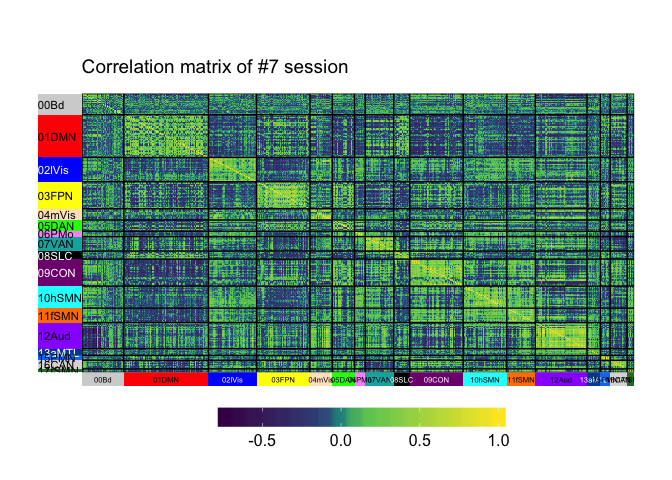 Correlation matrix of #7 session
00Bd
01DMN
02lVis
03FPN
04mVis
05DAN
06PMo
07VAN
08SLC
09CON
10hSMN
11fSMN
12Aud
13aMTL
00Bd 01DMN 02lVis 03FPN 04mVis 05DAN 07VAN 08SLC 09CON 10hSMN 11fSMN 12Aud
-0.5 0.0 0.5 1.0